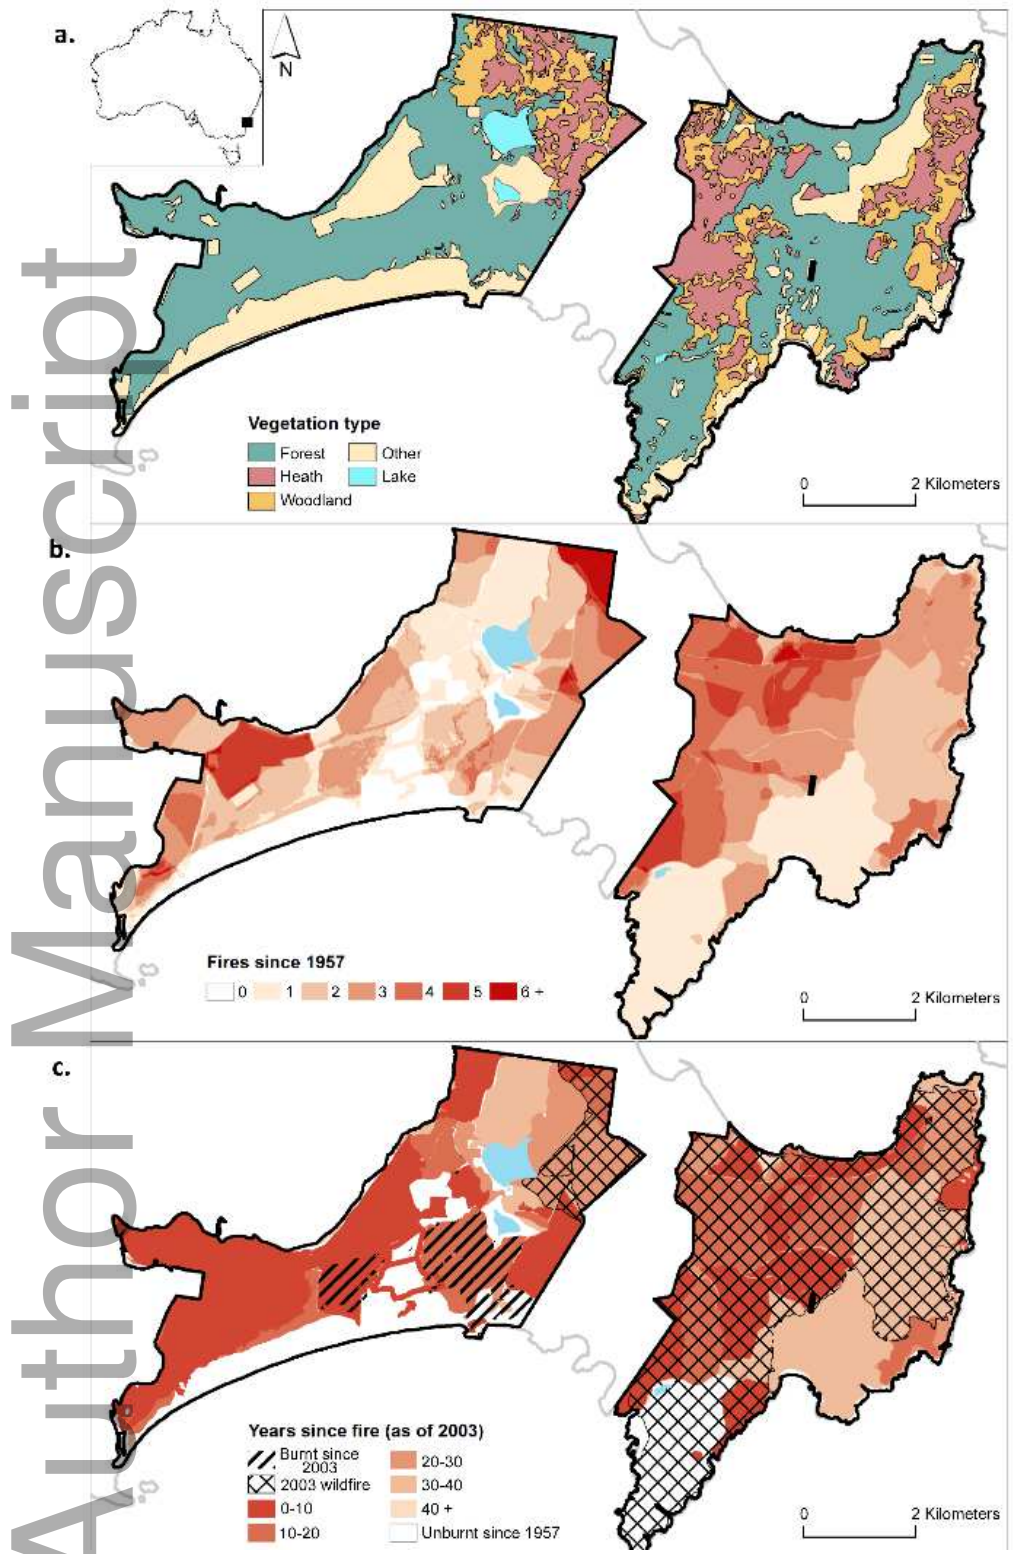 a.
N
Vegetation type
Forest
Other
Heath
Lake
Woodland
0 2 Kilometers
b.
Fires since 1957
0 1 2 3 4 5 6 +
0 2 Kilometers
c.
Years since fire (as of 2003)
Burnt since
2003
20-30
2003 wildfire
30-40
0-10
40 +
10-20
Unburnt since 1957
0 2 Kilometers
Author Manuscript